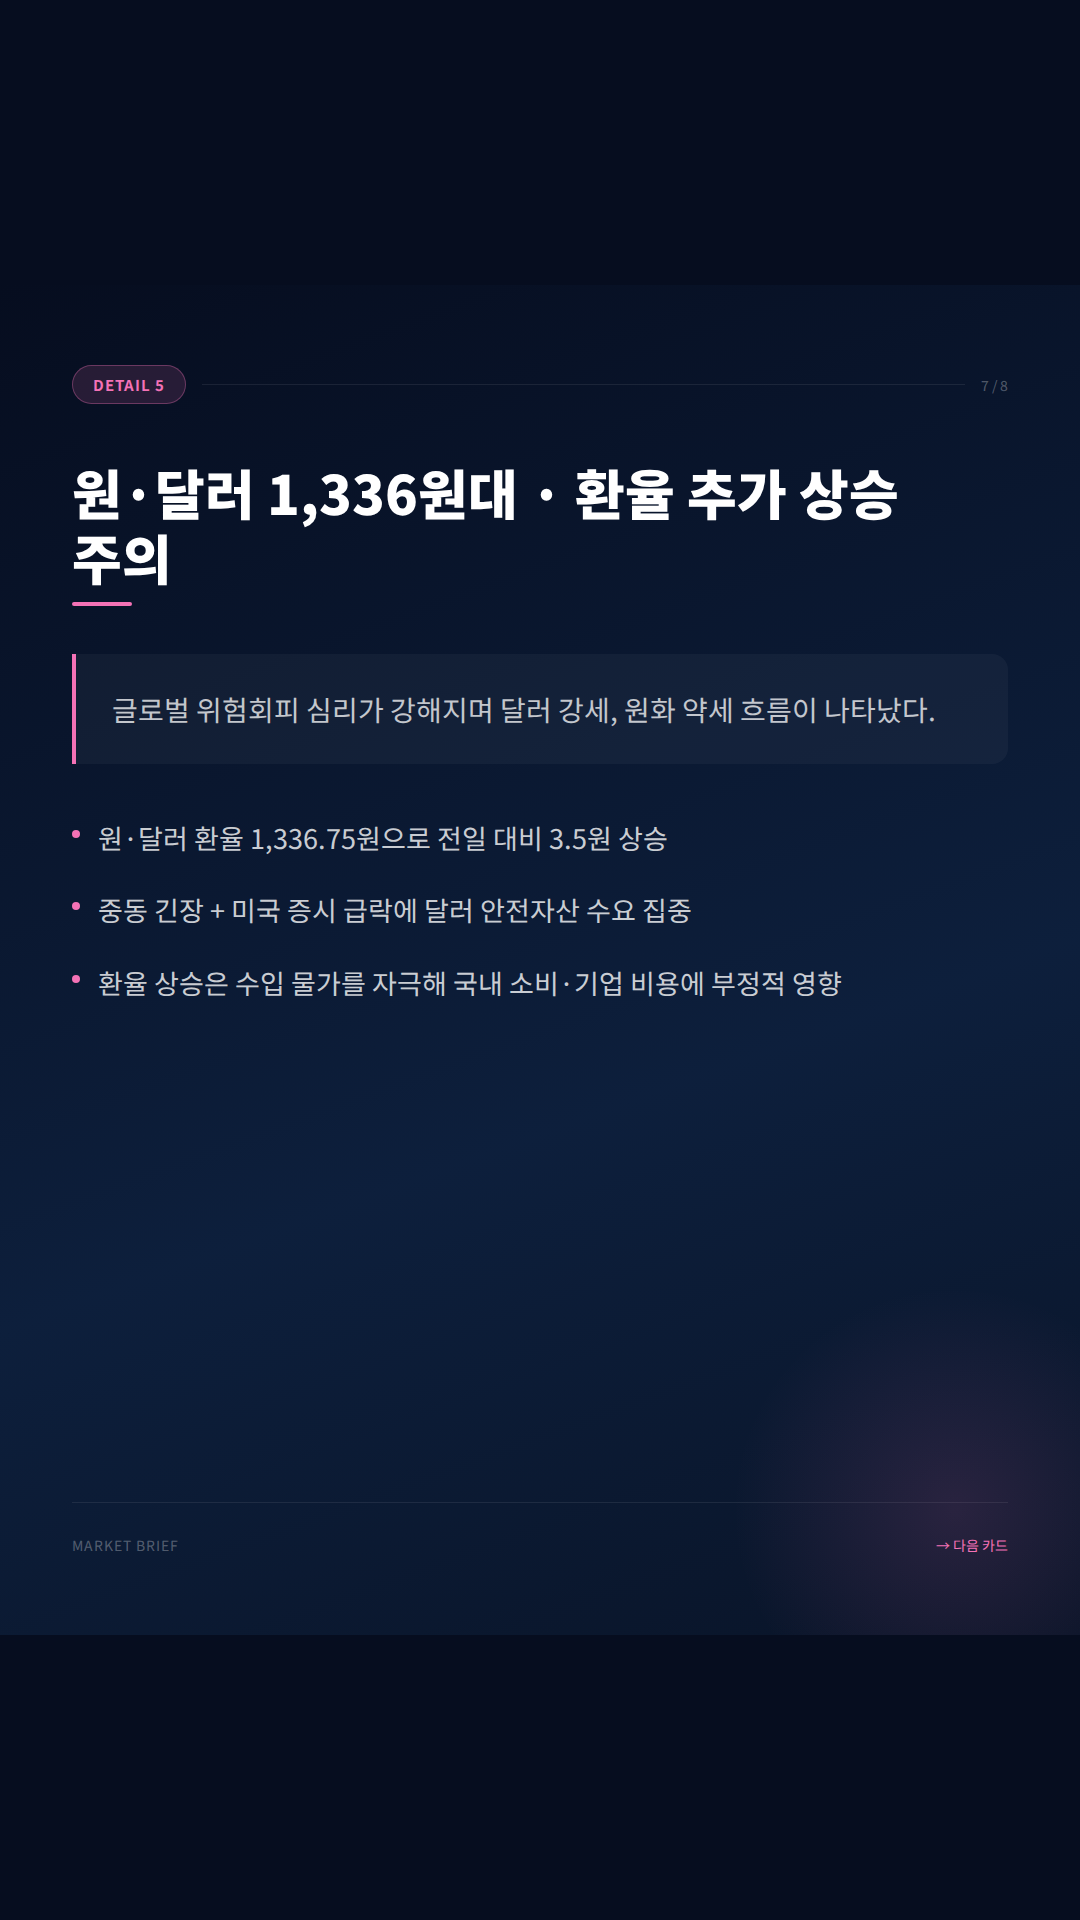 DETAIL 5
7 / 8
원·달러 1,336원대 · 환율 추가 상승
주의
글로벌 위험회피 심리가 강해지며 달러 강세, 원화 약세 흐름이 나타났다.
• 원·달러 환율 1,336.75원으로 전일 대비 3.5원 상승
• 중동 긴장 + 미국 증시 급락에 달러 안전자산 수요 집중
• 환율 상승은 수입 물가를 자극해 국내 소비·기업 비용에 부정적 영향
MARKET BRIEF
→ 다음 카드